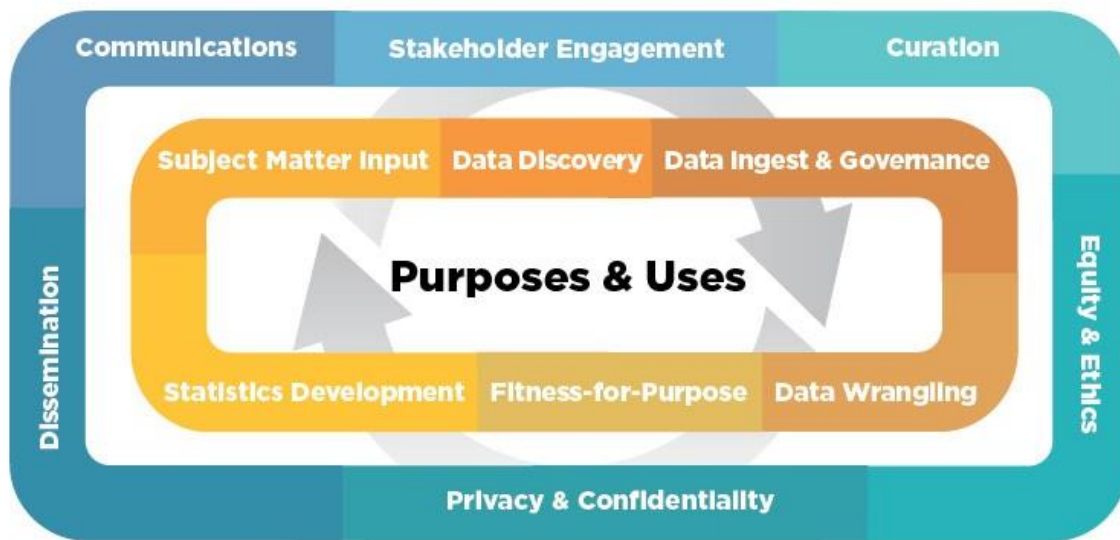 Communications
Stakeholder Engagement
Curation
Subject Matter Input
Data Discovery
Data Ingest & Governance
Purposes & Uses
Dissemination
Equity & Ethics
Statistics Development
Fitness-for-Purpose
Data Wrangling
Privacy & Confidentiality